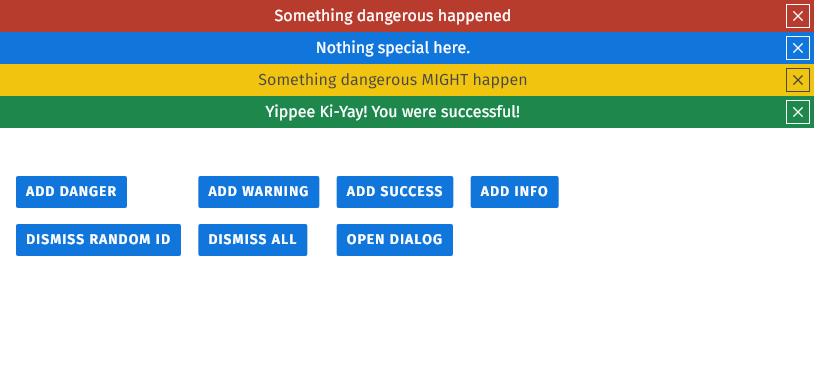 Something dangerous happened
Nothing special here.
Something dangerous MIGHT happen
Yippee Ki-Yay! You were successful!
ADD DANGER ADD WARNING ADD SUCCESS ADD INFO
DISMISS RANDOM ID DISMISS ALL OPEN DIALOG